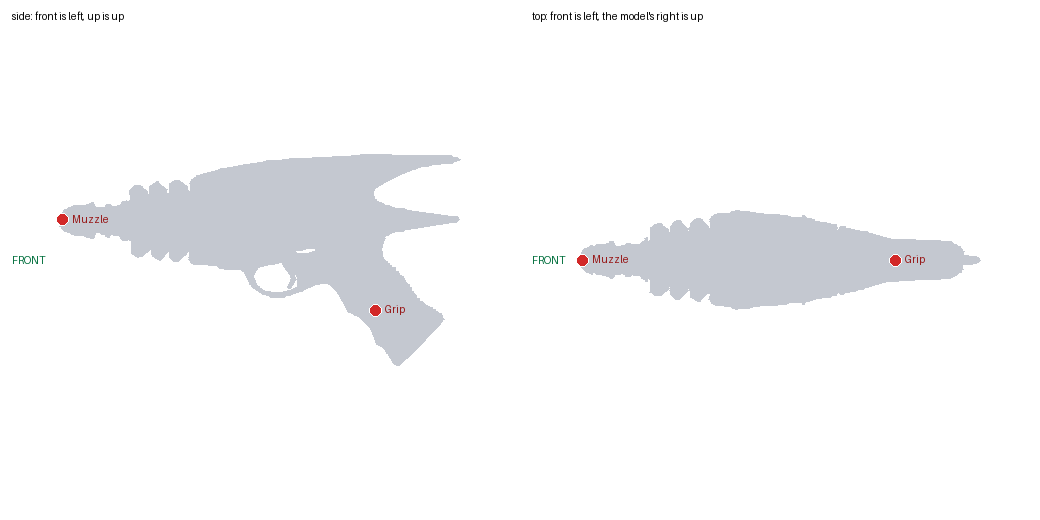 side: front is left, up is up
top: front is left, the model's right is up
Muzzle
FRONT
Grip
Muzzle
FRONT
Grip